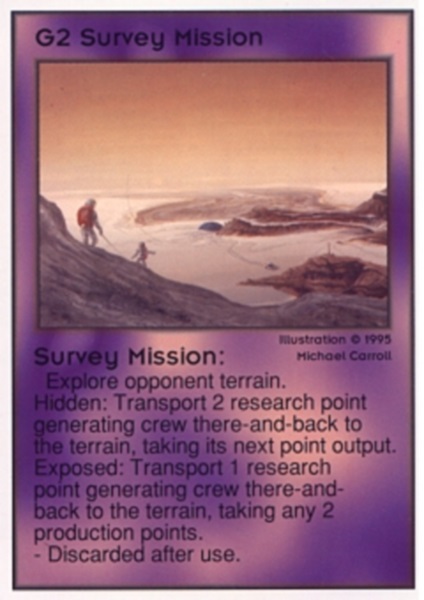 G2 Survey Mission
Illustration © 1995
Michael Carroll
Survey Mission:
Explore opponent terrain.
Hidden: Transport 2 research point
generating crew there-and-back to
the terrain, taking its next point output.
Exposed: Transport 1 research
point generating crew there-and-
back to the terrain, taking any 2
production points.
- Discarded after use.